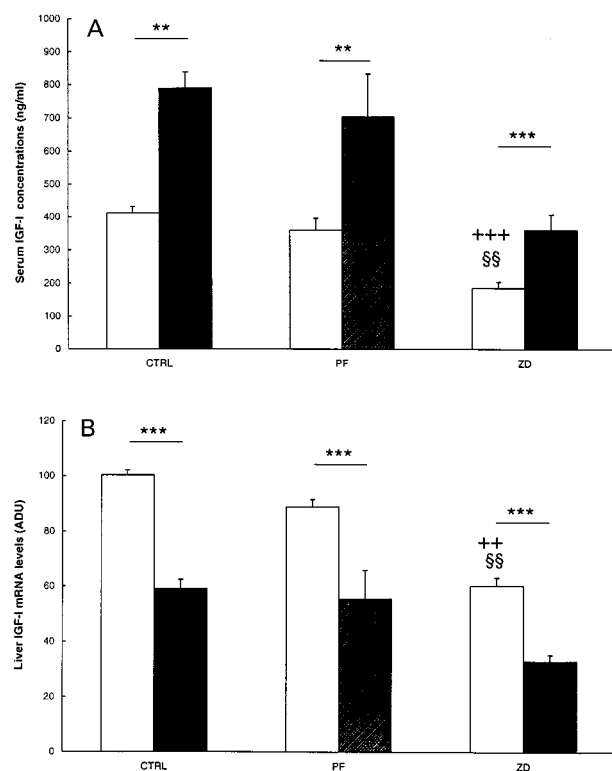 A
Serum IGF-I concentrations (ng/ml)
1000
900
800
700
600
500
400
300
200
100
0
**
**
***
+++
§§
CTRL
PF
ZD
B
Liver IGF-I mRNA levels (ADU)
120
100
80
60
40
20
0
***
***
***
++
§§
CTRL
PF
ZD